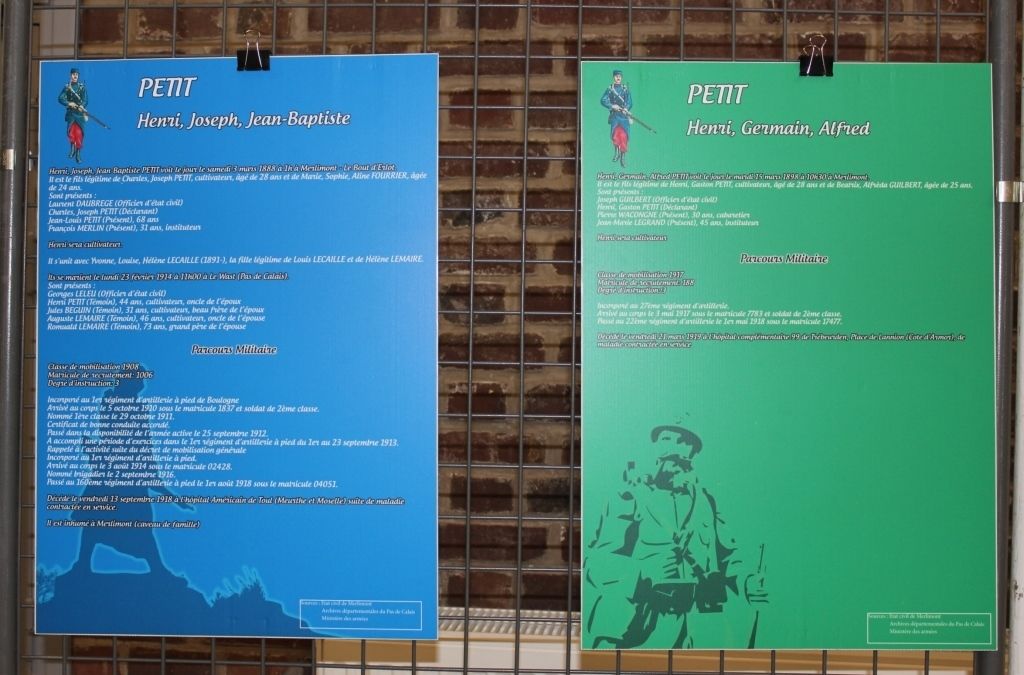 PETIT
Henri, Joseph, Jean-Baptiste
Henri, Joseph, Jean Baptiste PETIT voit le jour le samedi 3 mars 1888 à 1h à Merlimont - Le Bout d'Erlot
Il est le fils légitime de Charles, Joseph PETIT, cultivateur, âgé de 28 ans et de Marie, Sophie, Aline FOURRIER, âgée
de 24 ans.
Sont présents :
Laurent DAUBREGE (Officier d'état civil)
Charles, Joseph PETIT (Déclarant)
Jean-Louis PETIT (Présent), 68 ans
François MERLIN (Présent), 31 ans, instituteur
Henri sera cultivateur.
Il s'unit avec Yvonne, Louise, Hélène LECAILLE (1891-), la fille légitime de Louis LECAILLE et de Hélène LEMAIRE.
Ils se marient le lundi 23 février 1914 à 11h00 à Le Wast (Pas de Calais).
Sont présents :
Georges LELEU (Officier d'état civil)
Henri PETIT (Témoin), 44 ans, cultivateur, oncle de l'époux
Jules BEGUIN (Témoin), 31 ans, cultivateur, beau frère de l'époux
Auguste LEMAIRE (Témoin), 46 ans, cultivateur, oncle de l'épouse
Romuald LEMAIRE (Témoin), 73 ans, grand père de l'épouse
Parcours Militaire
Classe de mobilisation 1908
Matricule de recrutement: 1006
Degré d'instruction: 3
Incorporé au 1er régiment d'artillerie à pied de Boulogne
Arrivé au corps le 5 octobre 1910 sous le matricule 1837 et soldat de 2ème classe.
Nommé 1ère classe le 29 octobre 1911.
Certificat de bonne conduite accordé.
Passé dans la disponibilité de l'armée active le 25 septembre 1912.
A accompli une période d'exercices dans le 1er régiment d'artillerie à pied du 1er au 23 septembre 1913.
Rappelé à l'activité suite du décret de mobilisation générale
Incorporé au 1er régiment d'artillerie à pied.
Arrivé au corps le 3 août 1914 sous le matricule 02428.
Nommé brigadier le 2 septembre 1916.
Passé au 160ème régiment d'artillerie à pied le 1er août 1918 sous le matricule 04051.
Décédé le vendredi 13 septembre 1918 à l'hôpital Américain de Toul (Meurthe et Moselle) suite de maladie
contractée en service.
Il est inhumé à Merlimont (caveau de famille)
Sources : Etat civil de Merlimont
Archives départementales du Pas de Calais
Ministère des armées
PETIT
Henri, Germain, Alfred
Henri, Germain, Alfred PETIT voit le jour le mardi 15 mars 1898 à 10h30 à Merlimont
Il est le fils légitime de Henri, Gaston PETIT, cultivateur, âgé de 28 ans et de Beatrix, Alfséda GUILBERT, âgée de 25 ans.
Sont présents :
Joseph GUILBERT (Officier d'état civil)
Henri, Gaston PETIT (Déclarant)
Pierre WACONGNE (Présent), 30 ans, cabaretier
Jean-Marie LEGRAND (Présent), 45 ans, instituteur
Henri sera cultivateur
Parcours Militaire
Classe de mobilisation 1917
Matricule de recrutement: 188
Degré d'instruction: 3
Incorporé au 27ème régiment d'artillerie.
Arrivé au corps le 3 mai 1917 sous le matricule 7783 et soldat de 2ème classe.
Passé au 22ème régiment d'artillerie le 1er mai 1918 sous le matricule 17477.
Décédé le vendredi 21 mars 1919 à l'hôpital complémentaire 99 de Trébeurden, Place de Lannion (Cote d'Armor), de
maladie contractée en service.
Sources : Etat civil de Merlimont
Archives départementales du Pas de Calais
Ministère des armées